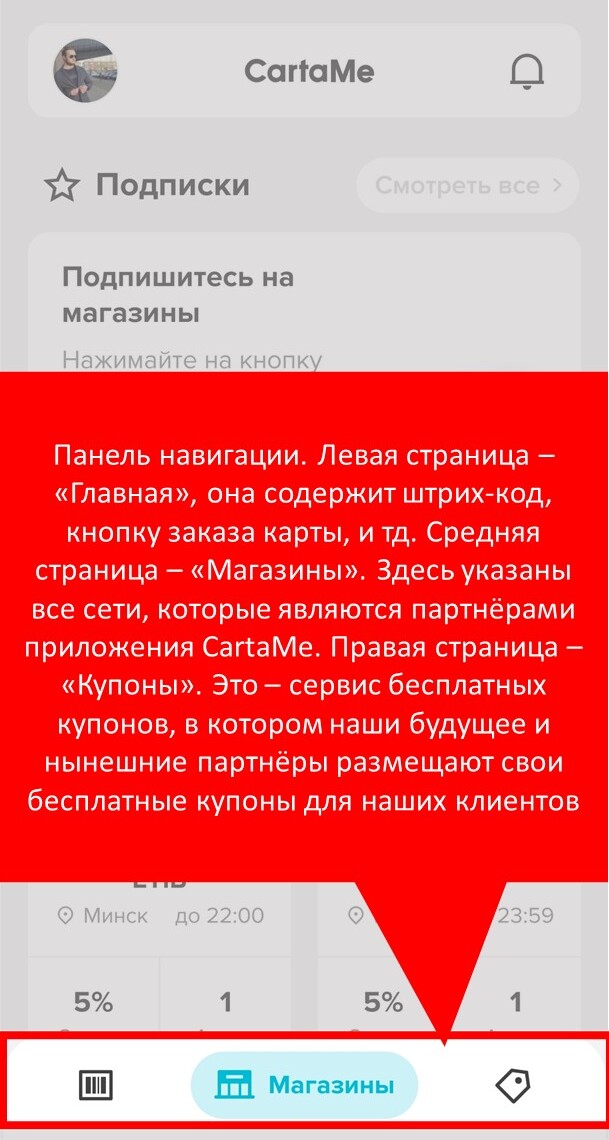 CartaMe
Подписки
Смотреть все
Подпишитесь на
магазины
Нажимайте на кнопку
Панель навигации. Левая страница –
«Главная», она содержит штрих-код,
кнопку заказа карты, и тд. Средняя
страница – «Магазины». Здесь указаны
все сети, которые являются партнёрами
приложения CartaMe. Правая страница –
«Купоны». Это – сервис бесплатных
купонов, в котором наши будущее и
нынешние партнёры размещают свои
бесплатные купоны для наших клиентов
Минск до 22:00 23:59
5% 1 5% 1
Магазины